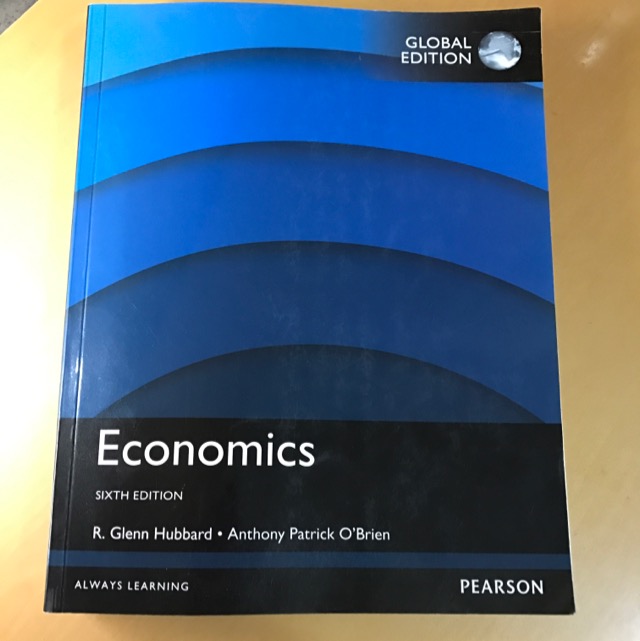 GLOBAL
EDITION
Economics
SIXTH EDITION
R. Glenn Hubbard • Anthony Patrick O'Brien
ALWAYS LEARNING
PEARSON